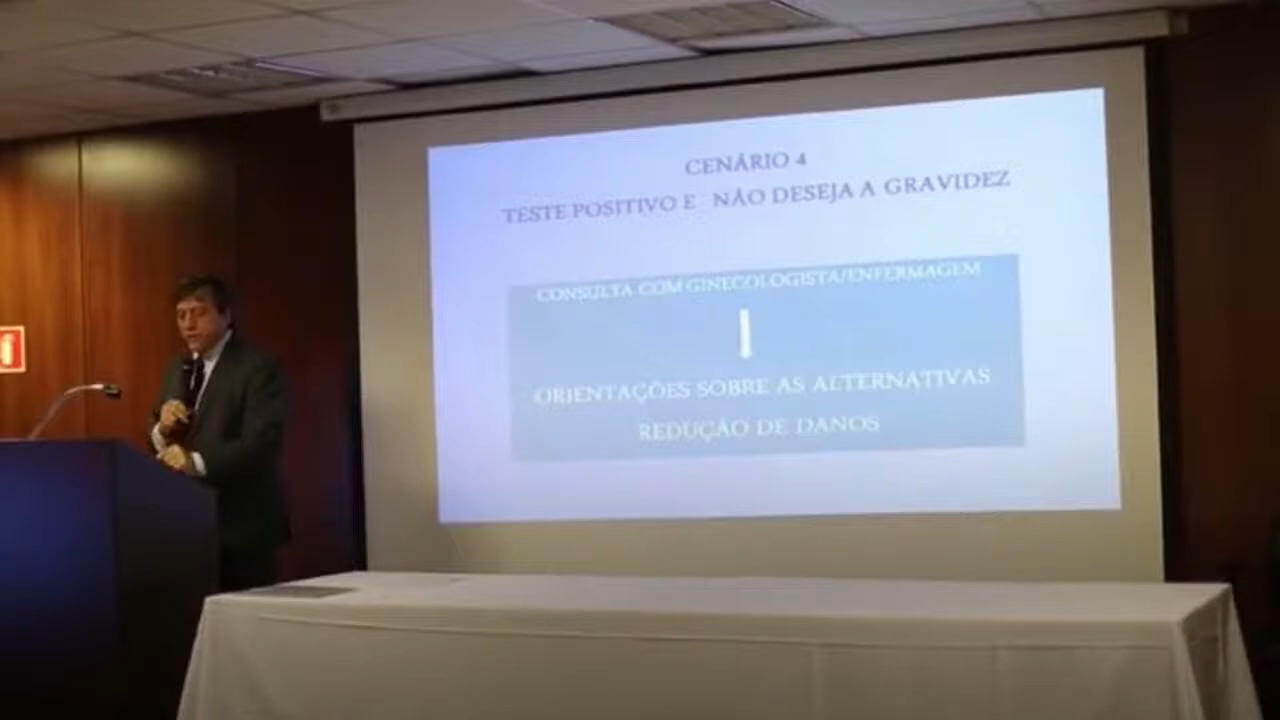 CENÁRIO 4
TESTE POSITIVO E NÃO DESEJA A GRAVIDEZ
CONSULTA COM GINECOLOGISTA/ENFERMAGEM
ORIENTAÇÕES SOBRE AS ALTERNATIVAS
REDUÇÃO DE DANOS